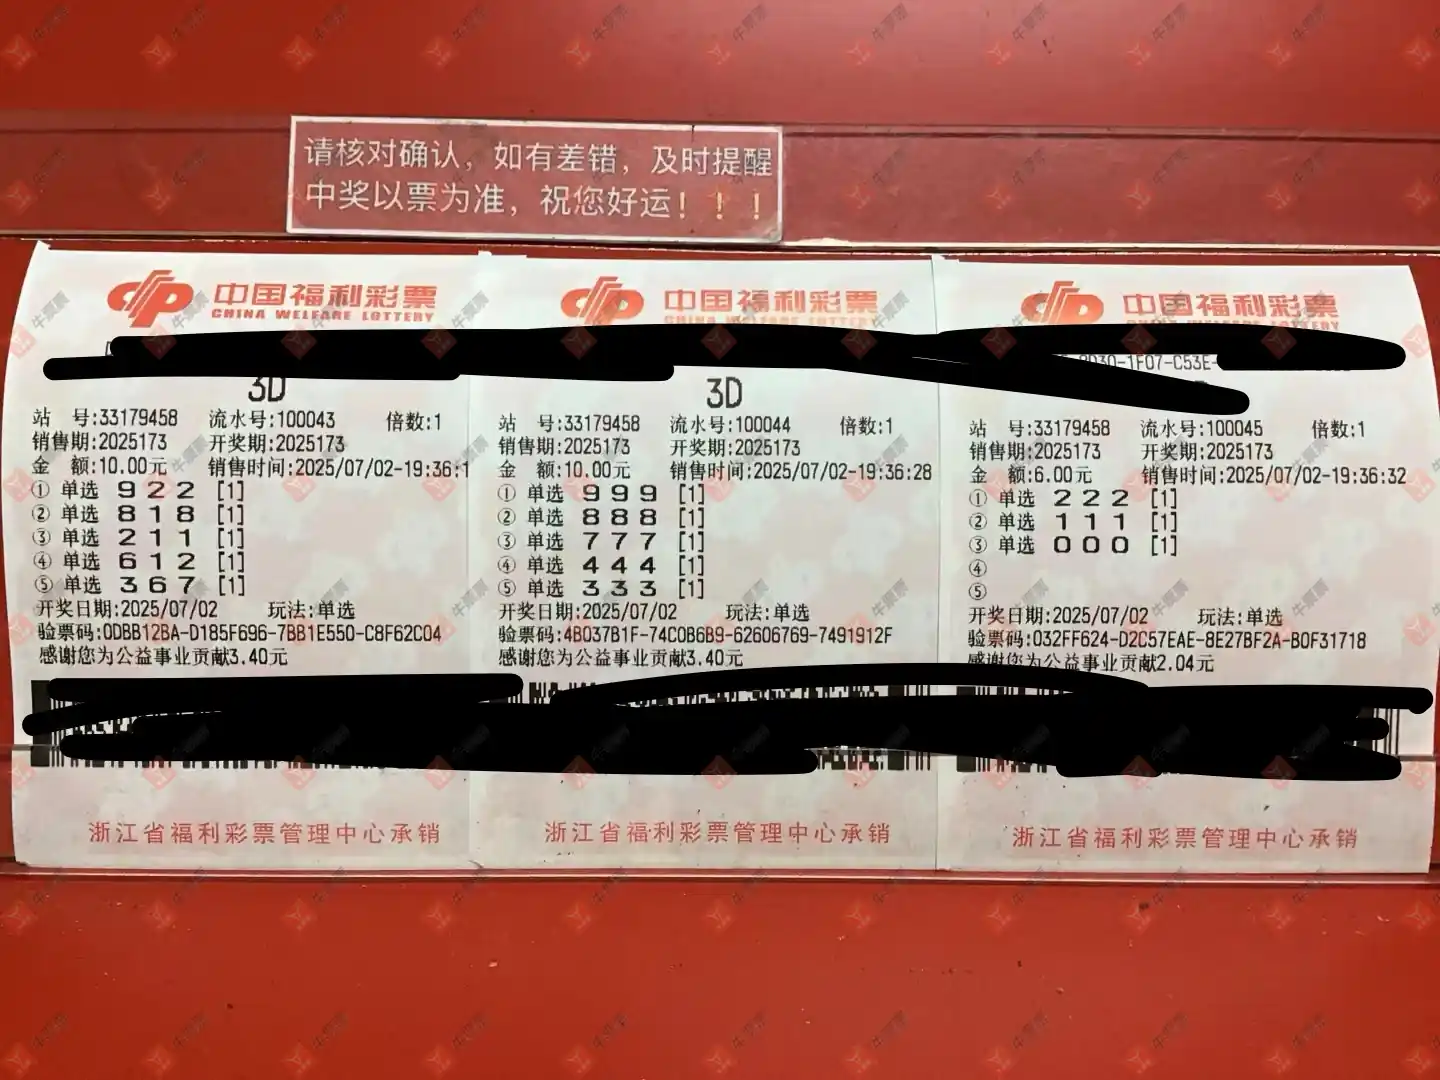 请核对确认，如有差错，及时提醒
中奖以票为准，祝您好运！！！
中国福利彩票
CHINA WELFARE LOTTERY
3D
站 号:33179458 流水号:100043 倍数:1
销售期:2025173 开奖期:2025173
金 额:10.00元 销售时间:2025/07/02-19:36:1
① 单选 9 2 2 [1]
② 单选 8 1 8 [1]
③ 单选 2 1 1 [1]
④ 单选 6 1 2 [1]
⑤ 单选 3 6 7 [1]
开奖日期:2025/07/02 玩法:单选
验票码:0DBB12BA-D185F696-7BB1E550-C8F62C04
感谢您为公益事业贡献3.40元
浙江省福利彩票管理中心承销
中国福利彩票
CHINA WELFARE LOTTERY
3D
站 号:33179458 流水号:100044 倍数:1
销售期:2025173 开奖期:2025173
金 额:10.00元 销售时间:2025/07/02-19:36:28
① 单选 9 9 9 [1]
② 单选 8 8 8 [1]
③ 单选 7 7 7 [1]
④ 单选 4 4 4 [1]
⑤ 单选 3 3 3 [1]
开奖日期:2025/07/02 玩法:单选
验票码:4B037B1F-74C0B6B9-62606769-7491912F
感谢您为公益事业贡献3.40元
浙江省福利彩票管理中心承销
中国福利彩票
CHINA WELFARE LOTTERY
-1F07-C53E-
站 号:33179458 流水号:100045 倍数:1
销售期:2025173 开奖期:2025173
金 额:6.00元 销售时间:2025/07/02-19:36:32
① 单选 2 2 2 [1]
② 单选 1 1 1 [1]
③ 单选 0 0 0 [1]
④
⑤
开奖日期:2025/07/02 玩法:单选
验票码:032FF624-D2C57EAE-8E27BF2A-B0F31718
感谢您为公益事业贡献2.04元
浙江省福利彩票管理中心承销